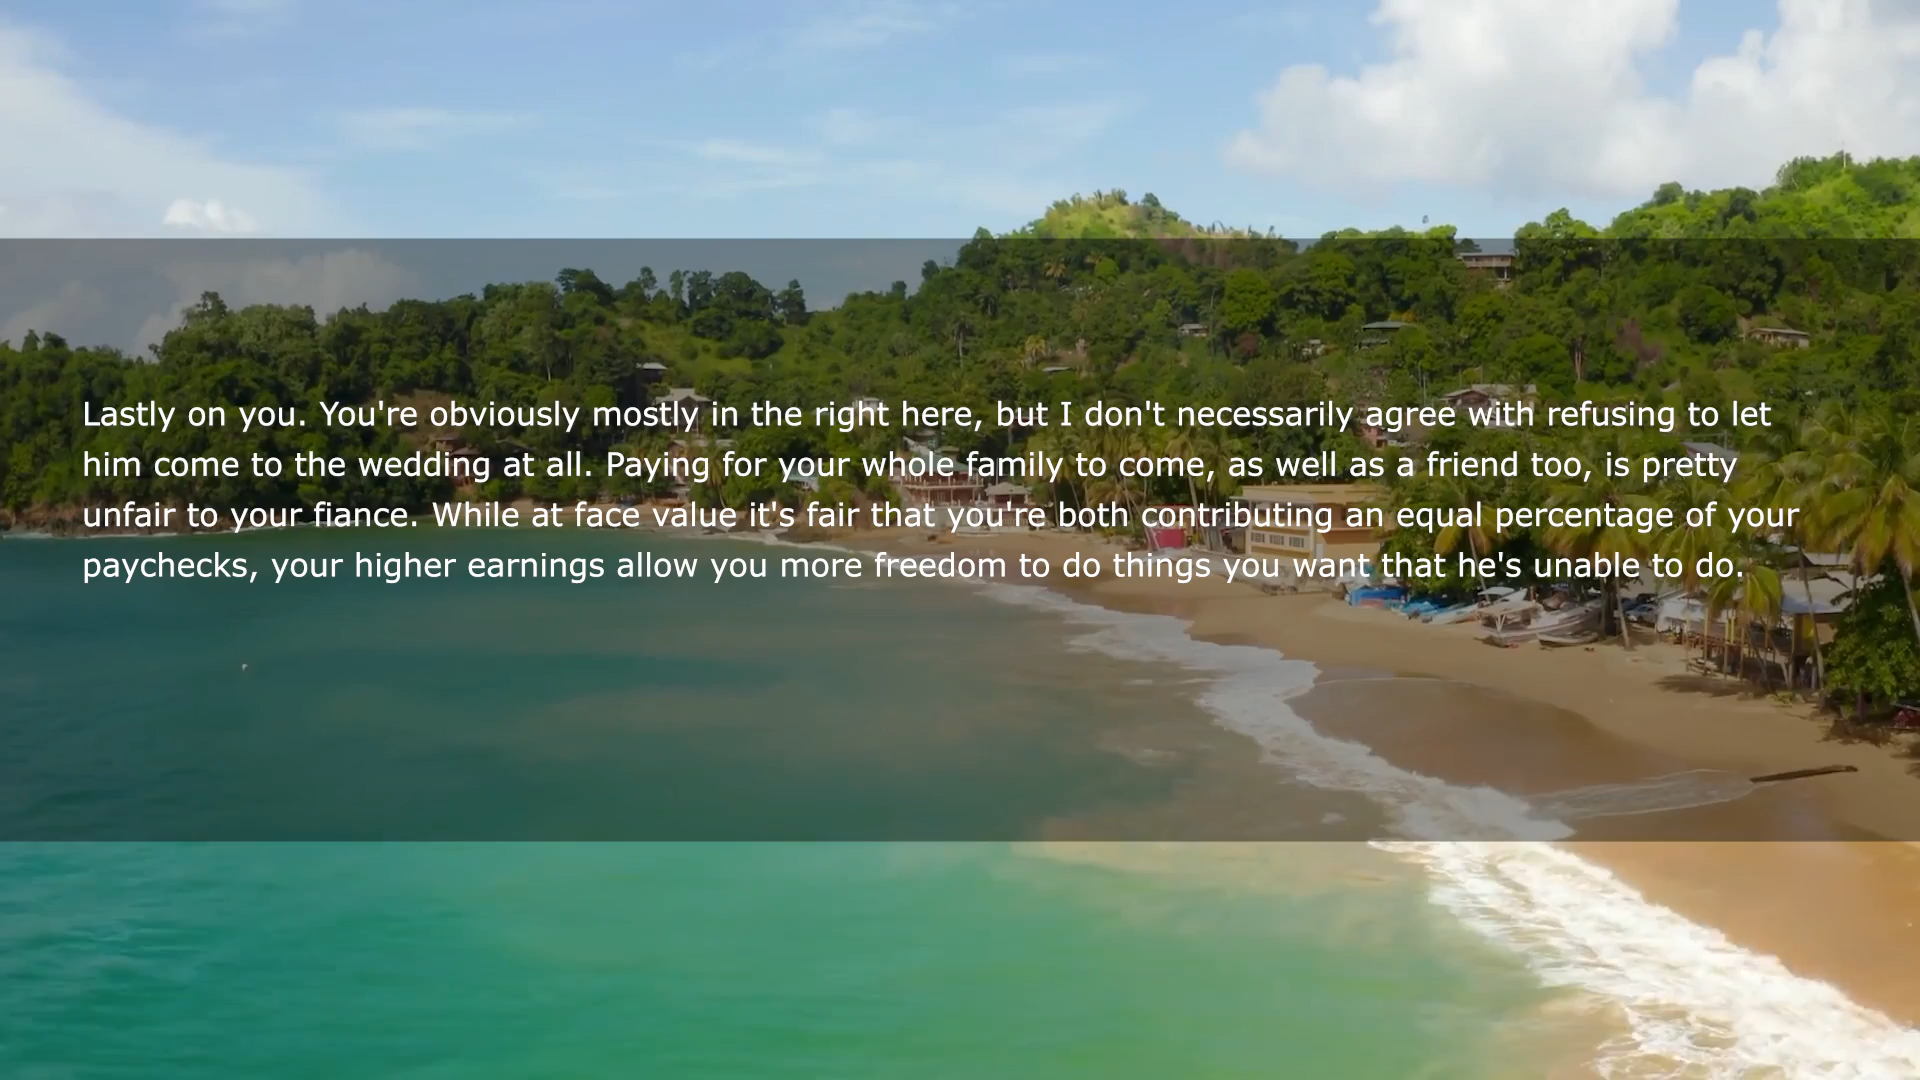 Lastly on you. You're obviously mostly in the right here, but I don't necessarily agree with refusing to let
him come to the wedding at all. Paying for your whole family to come, as well as a friend too, is pretty
unfair to your fiance. While at face value it's fair that you're both contributing an equal percentage of your
paychecks, your higher earnings allow you more freedom to do things you want that he's unable to do.